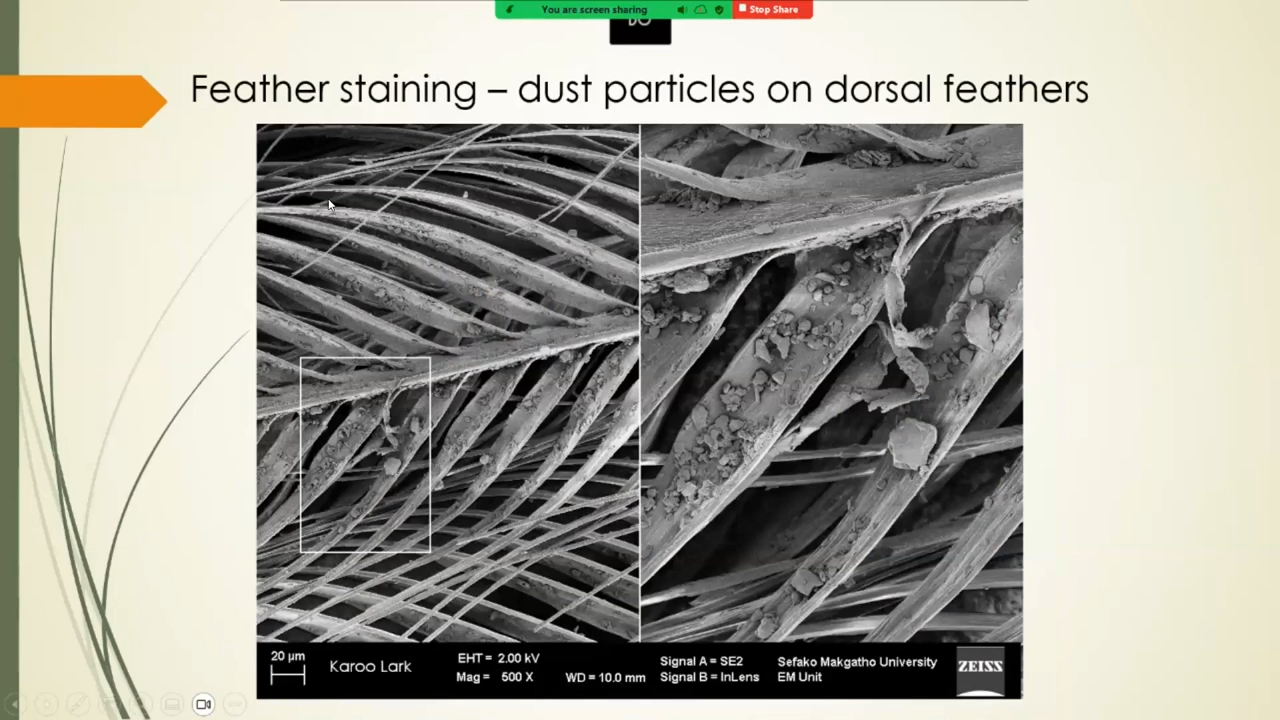 You are screen sharing
Stop Share
Feather staining – dust particles on dorsal feathers
20 µm
Karoo Lark
EHT = 2.00 kV
Mag = 500 X
WD = 10.0 mm
Signal A = SE2
Signal B = InLens
Sefako Makgatho University
EM Unit
ZEISS